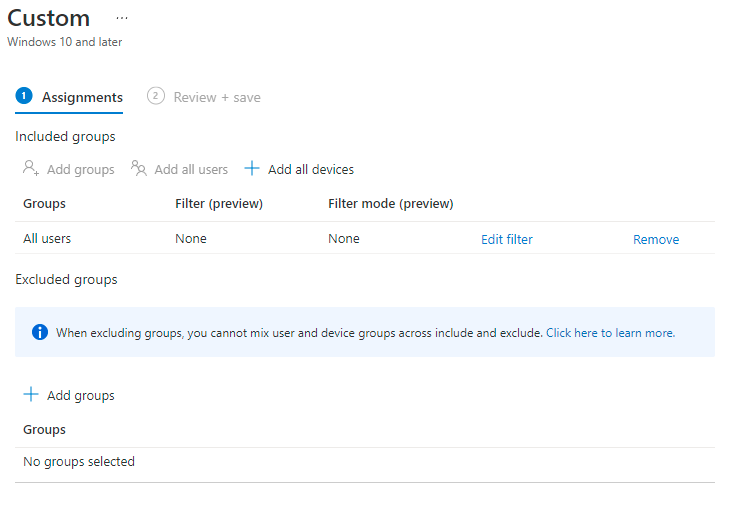 Custom ...
Windows 10 and later
1 Assignments 2 Review + save
Included groups
Add groups Add all users Add all devices
Groups Filter (preview) Filter mode (preview)
All users None None Edit filter Remove
Excluded groups
When excluding groups, you cannot mix user and device groups across include and exclude. Click here to learn more.
Add groups
Groups
No groups selected